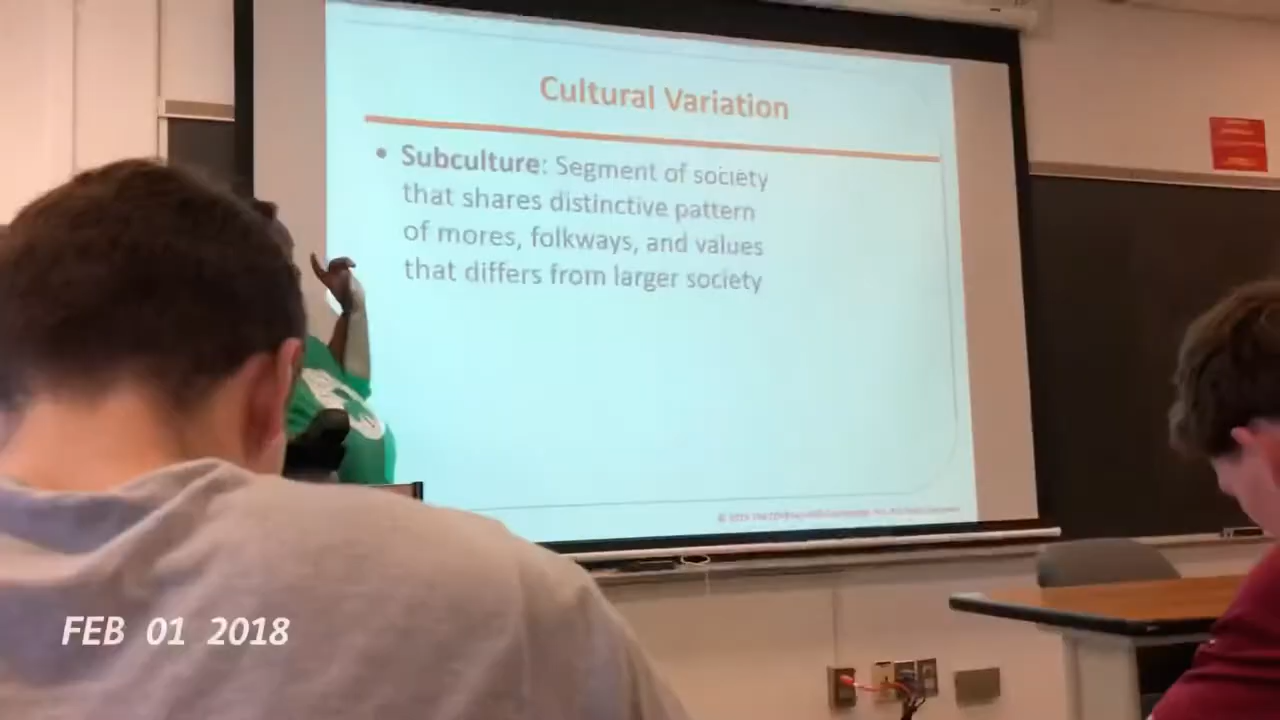 Cultural Variation
• Subculture: Segment of society
that shares distinctive pattern
of mores, folkways, and values
that differs from larger society
FEB 01 2018